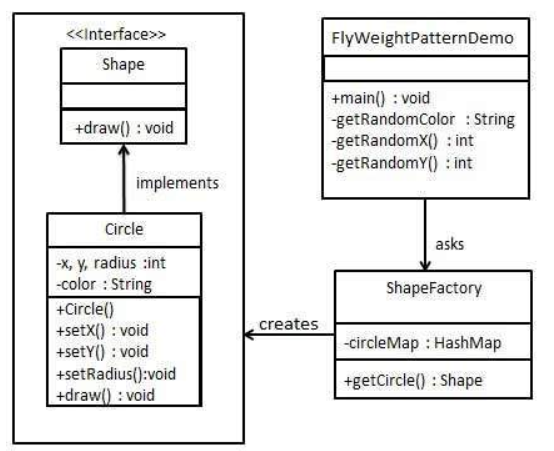 <<Interface>>
Shape
+draw() : void
implements
Circle
-x, y, radius :int
-color : String
+Circle()
+setX() : void
+setY() : void
+setRadius():void
+draw() : void
FlyWeightPatternDemo
+main() : void
-getRandomColor : String
-getRandomX() : int
-getRandomY() : int
asks
ShapeFactory
-circleMap : HashMap
+getCircle() : Shape
creates